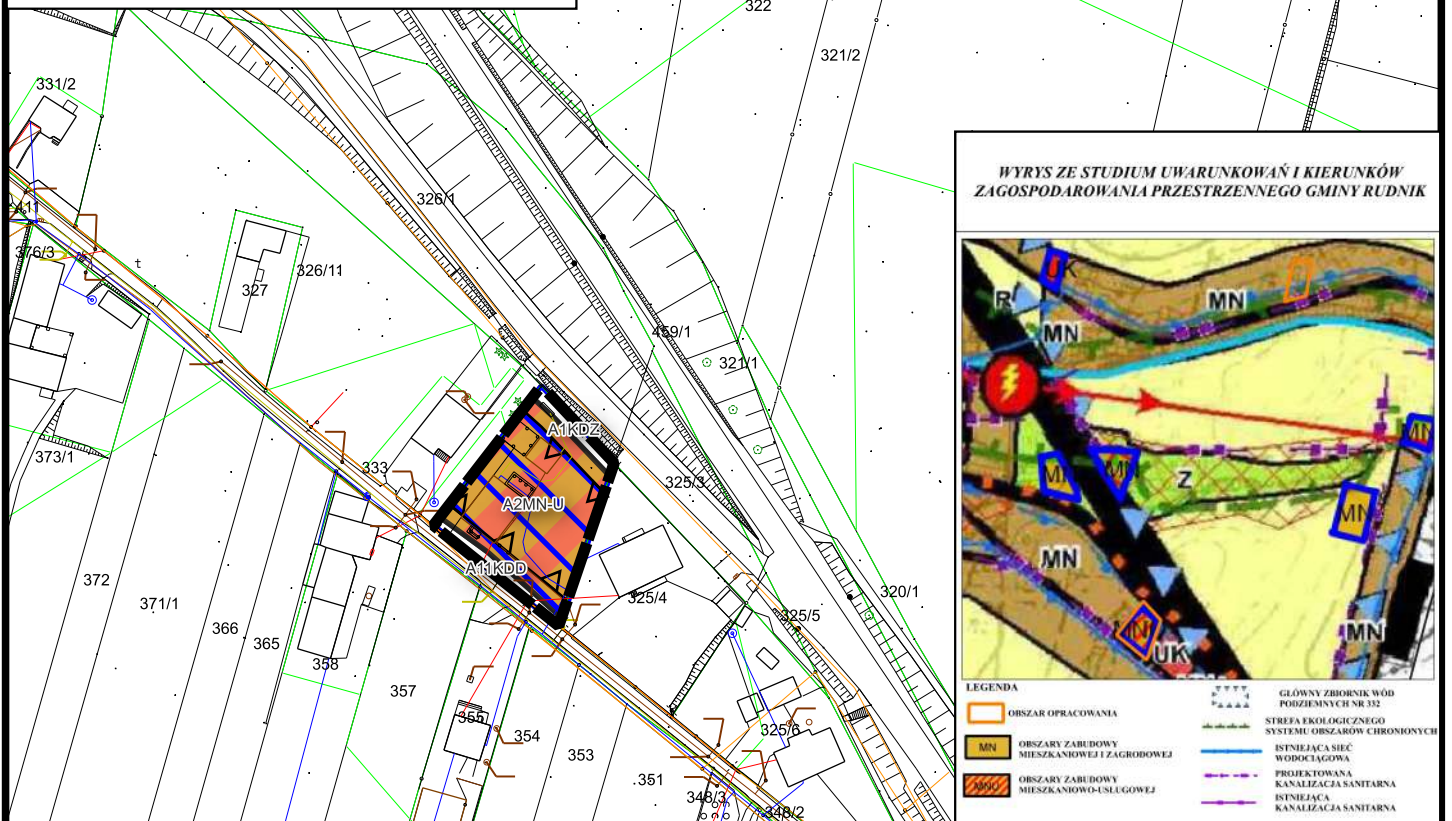 322
321/2
331/2
326/1
411
376/3
t
326/11
327
459/1
321/1
373/1
A1KDZ
333
325/3
A2MN-U
A11KDD
372
371/1
366
365
358
357
355
354
353
351
348/3
348/2
325/4
325/5
325/6
320/1
WYRYS ZE STUDIUM UWARUNKOWAŃ I KIERUNKÓW
ZAGOSPODAROWANIA PRZESTRZENNEGO GMINY RUDNIK
R
MN
MN
Z
MN
MN
MN
UK
MN
LEGENDA
OBSZAR OPRACOWANIA
MN
OBSZARY ZABUDOWY
MIESZKANIOWEJ I ZAGRODOWEJ
OBSZARY ZABUDOWY
MIESZKANIOWO-USŁUGOWEJ
GŁÓWNY ZBIORNIK WÓD
PODZIEMNYCH NR 332
STREFA EKOLOGICZNEGO
SYSTEMU OBSZARÓW CHRONIONYCH
ISTNIEJĄCA SIEĆ
WODOCIĄGOWA
PROJEKTOWANA
KANALIZACJA SANITARNA
ISTNIEJĄCA
KANALIZACJA SANITARNA